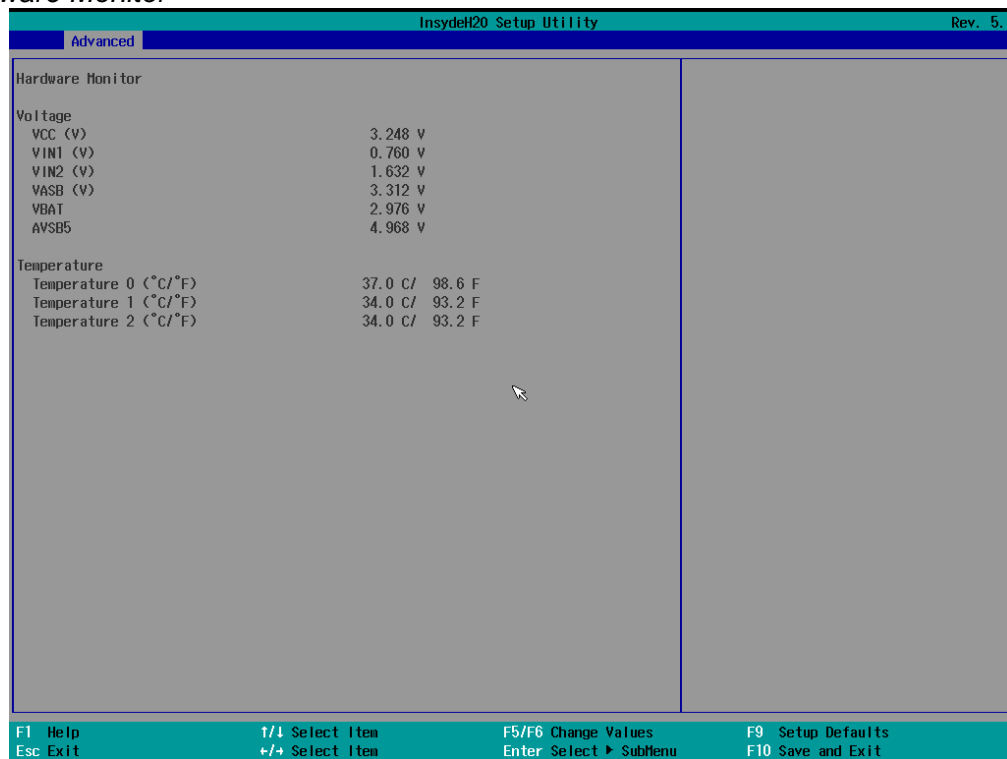 InsydeH20 Setup Utility Rev. 5.
Advanced
Hardware Monitor
Voltage
VCC (V) 3.248 V
VIN1 (V) 0.760 V
VIN2 (V) 1.632 V
VASB (V) 3.312 V
VBAT 2.976 V
AVSB5 4.968 V
Temperature
Temperature 0 (°C/°F) 37.0 C/ 98.6 F
Temperature 1 (°C/°F) 34.0 C/ 93.2 F
Temperature 2 (°C/°F) 34.0 C/ 93.2 F
F1 Help ↑/↓ Select Item F5/F6 Change Values F9 Setup Defaults
Esc Exit ←/→ Select Item Enter Select ▶ SubMenu F10 Save and Exit